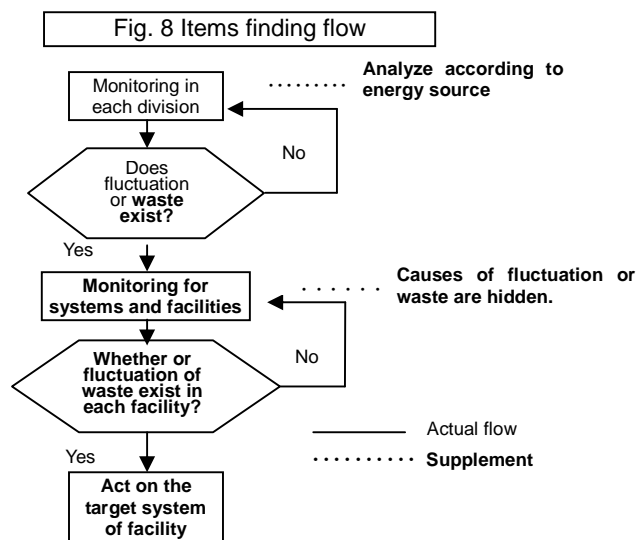 Fig. 8 Items finding flow
Monitoring in
each division
Analyze according to
energy source
No
Does
fluctuation
or waste
exist?
Yes
Monitoring for
systems and facilities
Causes of fluctuation or
waste are hidden.
No
Whether or
fluctuation of
waste exist in
each facility?
Yes
Actual flow
Supplement
Act on the
target system
of facility